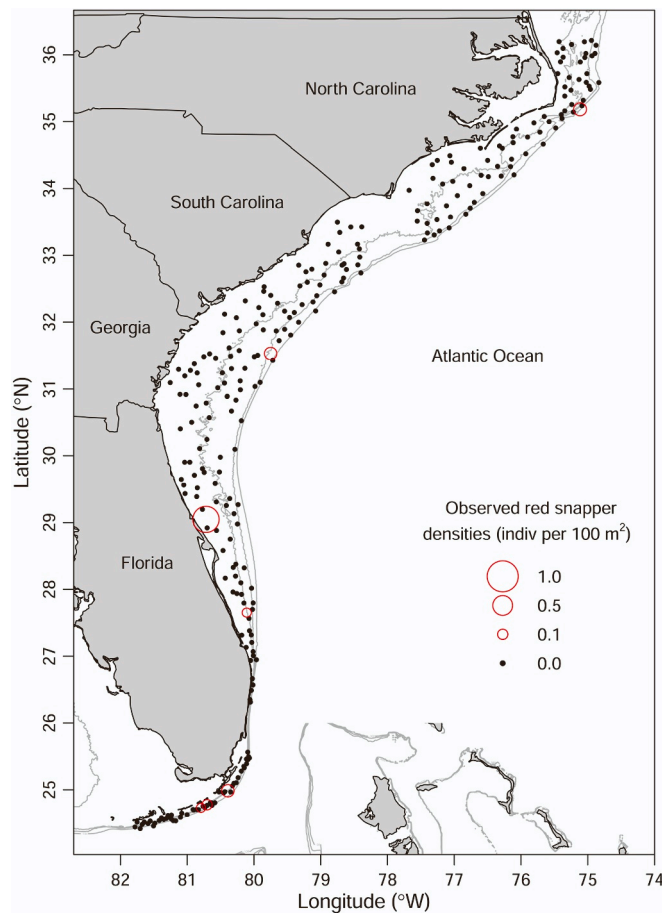 36
North Carolina
35
34
South Carolina
33
32
Georgia
Atlantic Ocean
31
Latitude (°N)
30
Observed red snapper
29
densities (indiv per 100 m²)
Florida
1.0
28
0.5
0.1
27
0.0
26
25
82 81 80 79 78 77 76 75 74
Longitude (°W)